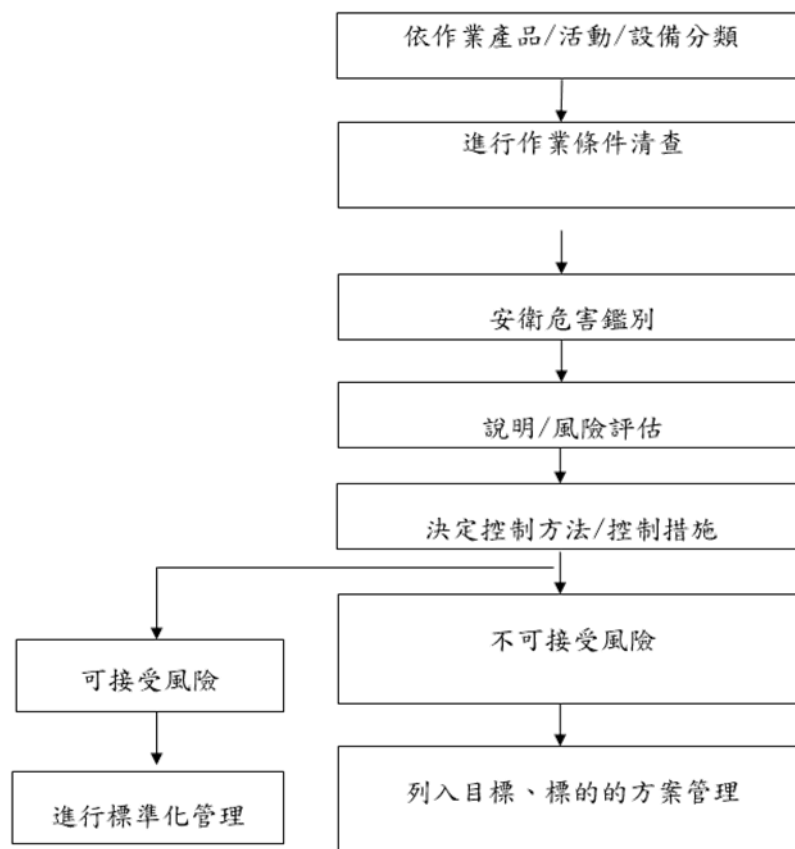 依作業產品/活動/設備分類
進行作業條件清查
安衛危害鑑別
說明/風險評估
決定控制方法/控制措施
不可接受風險
可接受風險
列入目標、標的的方案管理
進行標準化管理